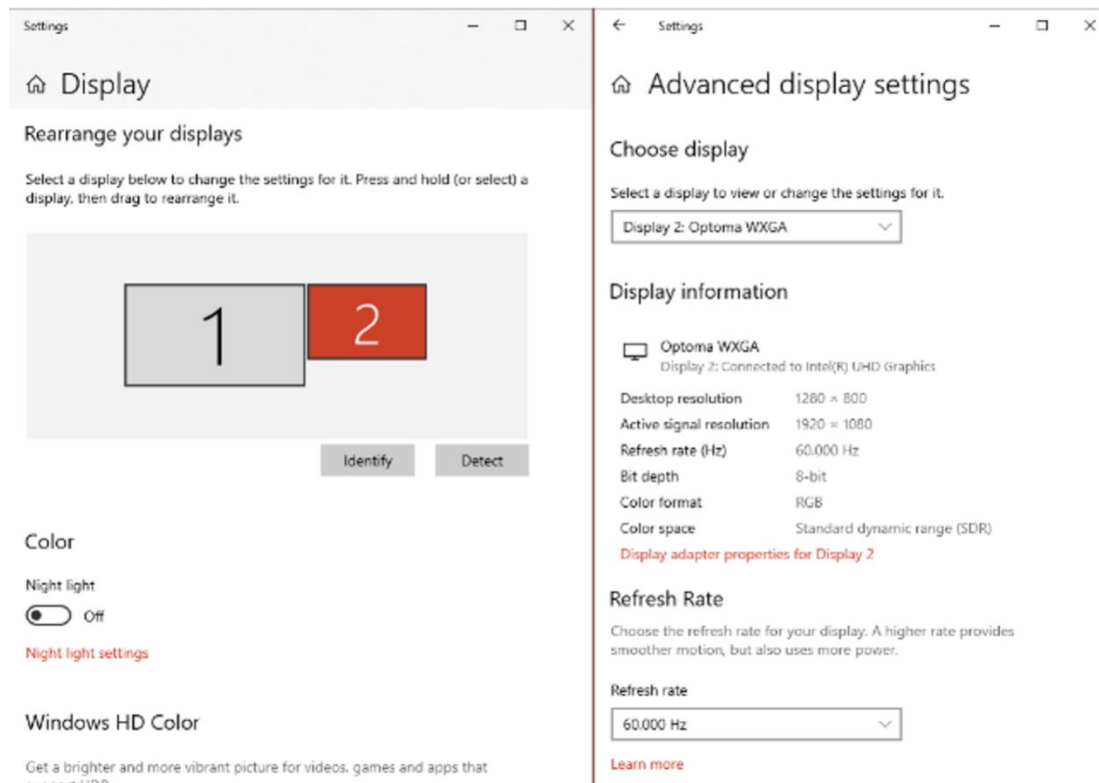 Settings
Display
Rearrange your displays
Select a display below to change the settings for it. Press and hold (or select) a
display, then drag to rearrange it.
1
2
Identify
Detect
Color
Night light
Off
Night light settings
Windows HD Color
Get a brighter and more vibrant picture for videos, games and apps that
support HDR.
Settings
Advanced display settings
Choose display
Select a display to view or change the settings for it.
Display 2: Optoma WXGA
Display information
Optoma WXGA
Display 2: Connected to Intel(R) UHD Graphics
Desktop resolution 1280 × 800
Active signal resolution 1920 × 1080
Refresh rate (Hz) 60.000 Hz
Bit depth 8-bit
Color format RGB
Color space Standard dynamic range (SDR)
Display adapter properties for Display 2
Refresh Rate
Choose the refresh rate for your display. A higher rate provides
smoother motion, but also uses more power.
Refresh rate
60.000 Hz
Learn more